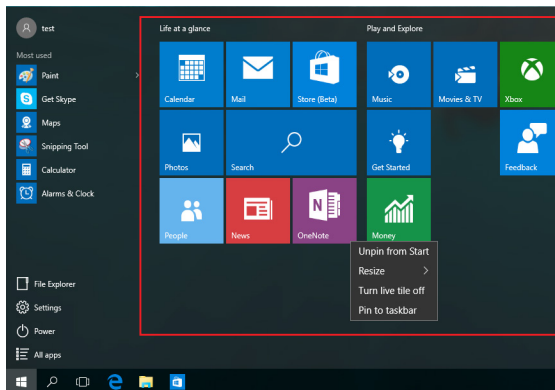 test
Most used
Paint
Get Skype
Maps
Snipping Tool
Calculator
Alarms & Clock
File Explorer
Settings
Power
All apps
Life at a glance
Calendar
Mail
Store (Beta)
Photos
Search
People
News
OneNote
N
Play and Explore
Music
Movies & TV
Xbox
Get Started
Feedback
Money
Unpin from Start
Resize
Turn live tile off
Pin to taskbar